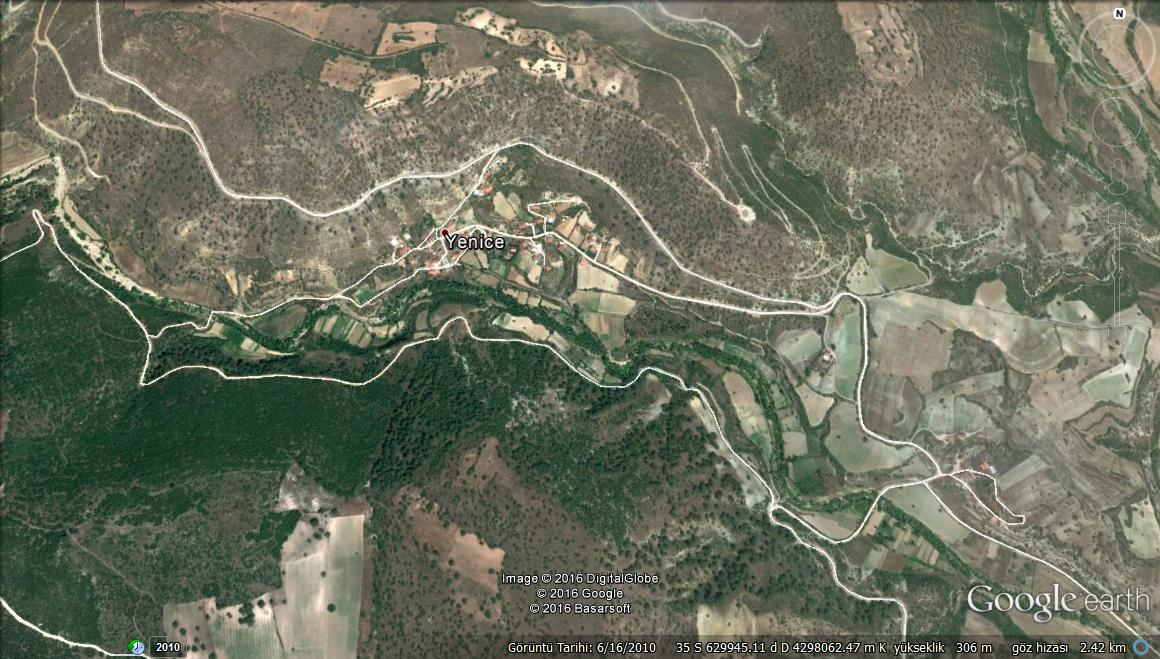 N
Yenice
Image © 2016 DigitalGlobe
© 2016 Google
© 2016 Basarsoft
Google earth
2010
Görüntü Tarihi: 6/16/2010 35 S 629945.11 d D 4298062.47 m K yükseklik 306 m göz hizası 2.42 km